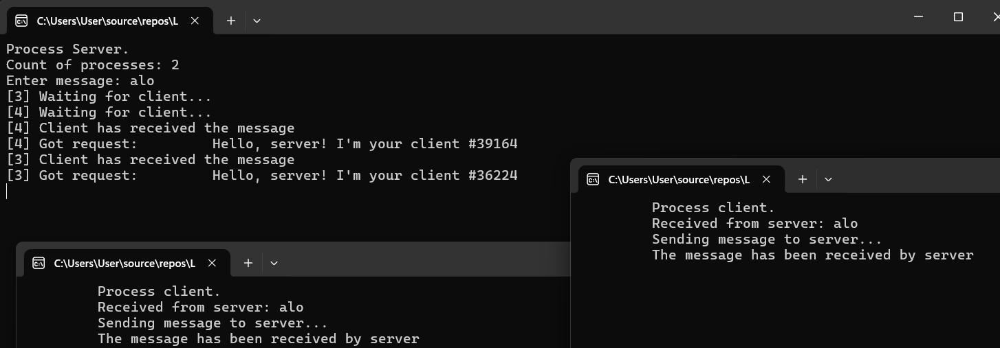 C:\Users\User\source\repos\L
Process Server.
Count of processes: 2
Enter message: alo
[3] Waiting for client...
[4] Waiting for client...
[4] Client has received the message
[4] Got request:         Hello, server! I'm your client #39164
[3] Client has received the message
[3] Got request:         Hello, server! I'm your client #36224
C:\Users\User\source\repos\L
Process client.
Received from server: alo
Sending message to server...
The message has been received by server
C:\Users\User\source\repos\L
Process client.
Received from server: alo
Sending message to server...
The message has been received by server